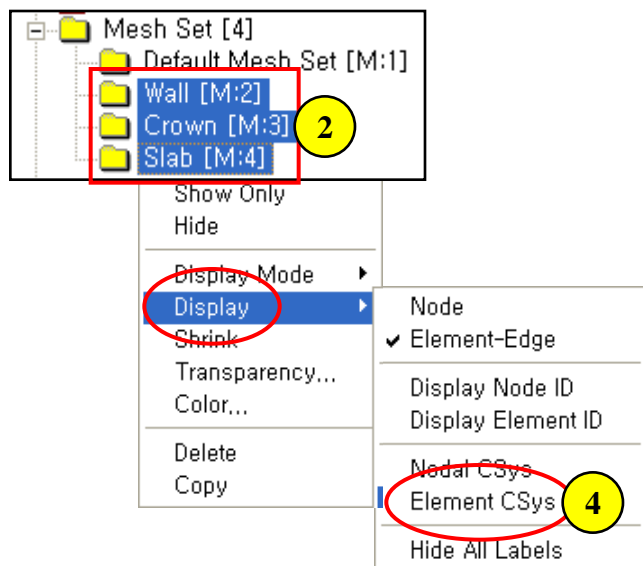 Mesh Set [4]
Default Mesh Set [M:1]
Wall [M:2]
Crown [M:3]
2
Slab [M:4]
Show Only
Hide
Display Mode
Display
Shrink
Transparency...
Color...
Delete
Copy
Node
Element-Edge
Display Node ID
Display Element ID
Nodal CSys
Element CSys
4
Hide All Labels